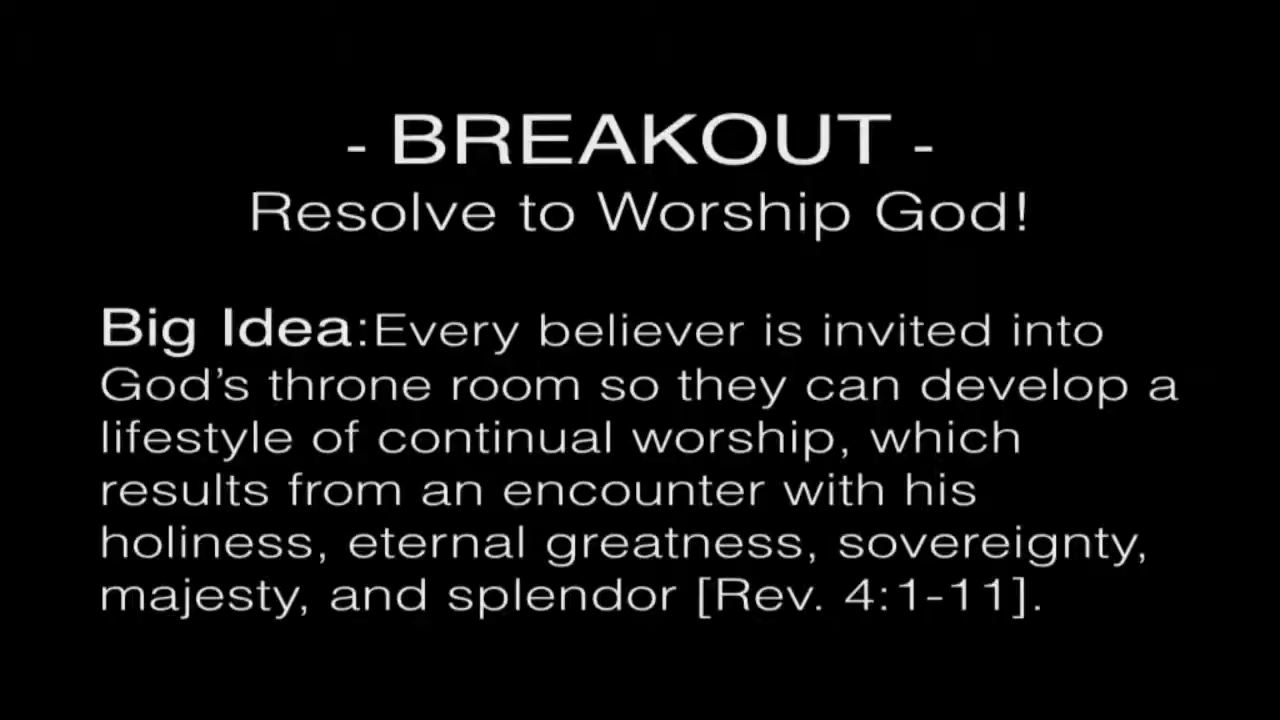 - BREAKOUT -
Resolve to Worship God!
Big Idea:Every believer is invited into
God’s throne room so they can develop a
lifestyle of continual worship, which
results from an encounter with his
holiness, eternal greatness, sovereignty,
majesty, and splendor [Rev. 4:1-11].